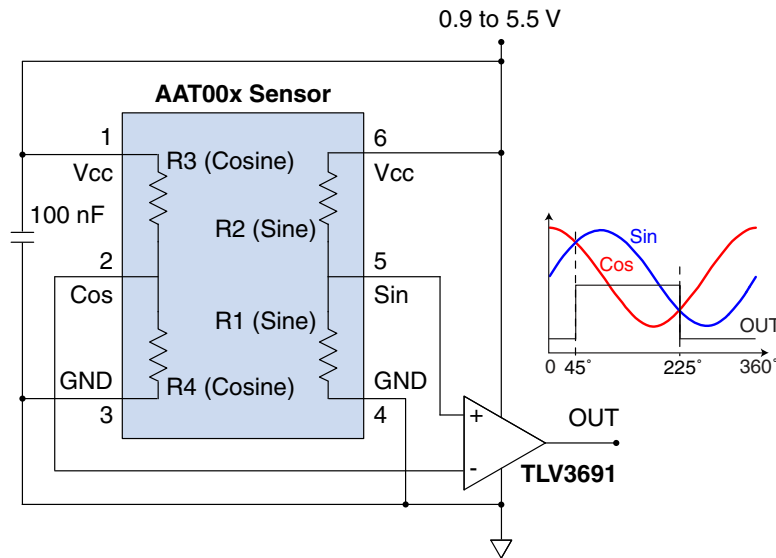 0.9 to 5.5 V
AAT00x Sensor
1
6
R3 (Cosine)
Vcc
Vcc
100 nF
R2 (Sine)
2
5
Cos
Sin
R1 (Sine)
GND
GND
R4 (Cosine)
3
4
+
-
OUT
TLV3691
Sin
Cos
OUT
0 45° 225° 360°